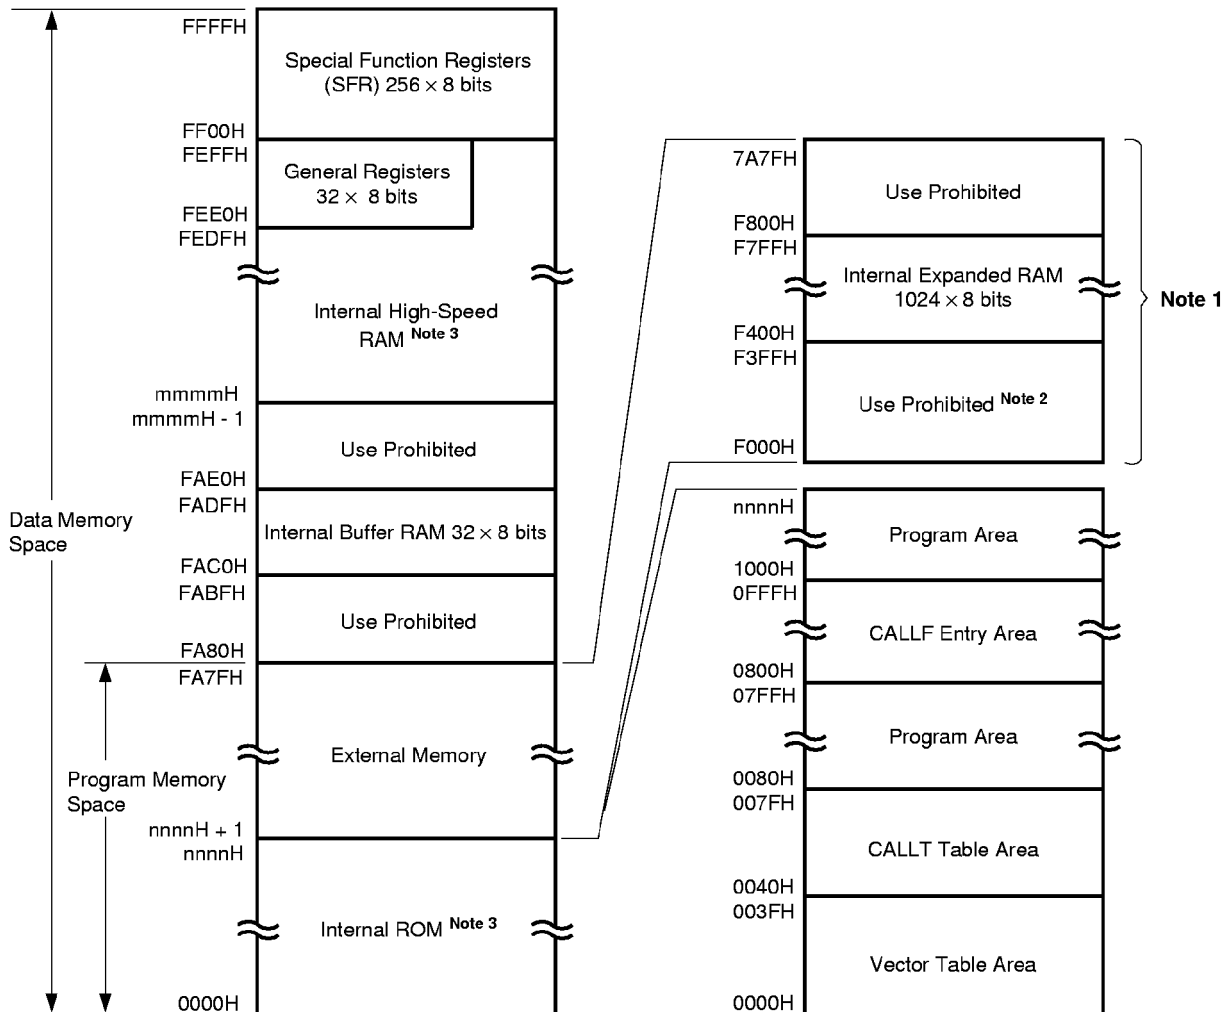 FFFFH
Special Function Registers
(SFR) 256 × 8 bits
FF00H
FEFFH
General Registers
32 × 8 bits
FEE0H
FEDFH
Internal High-Speed
RAM Note 3
mmmmH
mmmmH - 1
Use Prohibited
FAE0H
FADFH
Internal Buffer RAM 32 × 8 bits
FAC0H
FABFH
Use Prohibited
FA80H
FA7FH
External Memory
nnnnH + 1
nnnnH
Internal ROM Note 3
0000H
Data Memory
Space
Program Memory
Space
7A7FH
Use Prohibited
F800H
F7FFH
Internal Expanded RAM
1024 × 8 bits
F400H
F3FFH
Use Prohibited Note 2
F000H
Note 1
nnnnH
Program Area
1000H
0FFFH
CALLF Entry Area
0800H
07FFH
Program Area
0080H
007FH
CALLT Table Area
0040H
003FH
Vector Table Area
0000H